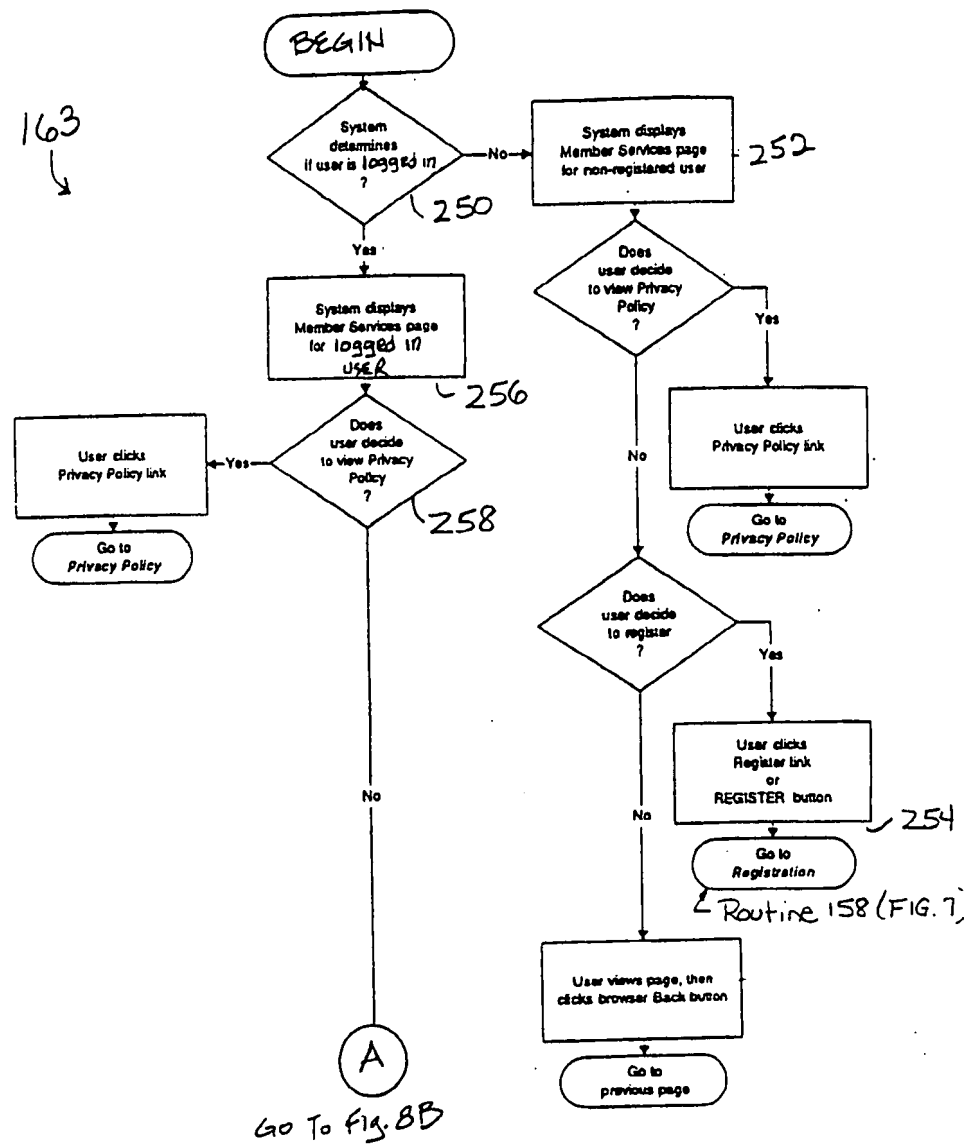 BEGIN
163
System
determines
if user is logged in
?
250
No
System displays
Member Services page
for non-registered user
252
Yes
Does
user decide
to view Privacy
Policy
?
Yes
System displays
Member Services page
for logged in
USER
256
User clicks
Privacy Policy link
Yes
Does
user decide
to view Privacy
Policy
?
258
No
User clicks
Privacy Policy link
Go to
Privacy Policy
Go to
Privacy Policy
Does
user decide
to register
?
Yes
User clicks
Register link
or
REGISTER button
254
No
No
Go to
Registration
Routine 158 (FIG. 7)
User views page, then
clicks browser Back button
A
Go to
previous page
Go To Fig. 8B